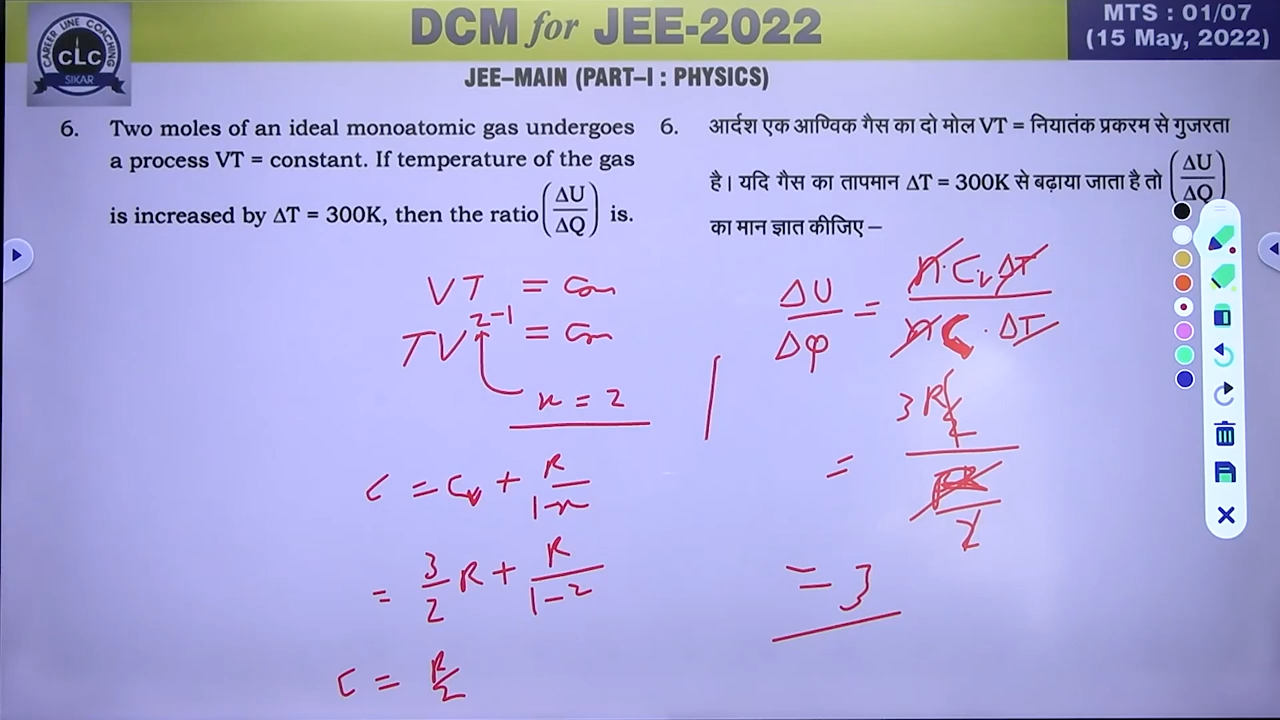 CAREER LINE COACHING
CLC
SIKAR
DCM for JEE-2022
MTS : 01/07
(15 May, 2022)
JEE–MAIN (PART–I : PHYSICS)
6. Two moles of an ideal monoatomic gas undergoes
a process VT = constant. If temperature of the gas
is increased by ΔT = 300K, then the ratio (ΔU/ΔQ) is.
6. आर्दश एक आण्विक गैस का दो मोल VT = नियातंक प्रकरम से गुजरता
है। यदि गैस का तापमान ΔT = 300K से बढ़ाया जाता है तो (ΔU/ΔQ)
का मान ज्ञात कीजिए –
VT = Con
TV^2-1 = Con
x = 2
C = Cv + R/1-x
= 3/2 R + R/1-2
C = R/2
ΔU/ΔQ = n·Cv ΔT/nC·ΔT
= 3R/2 / R/2
= 3